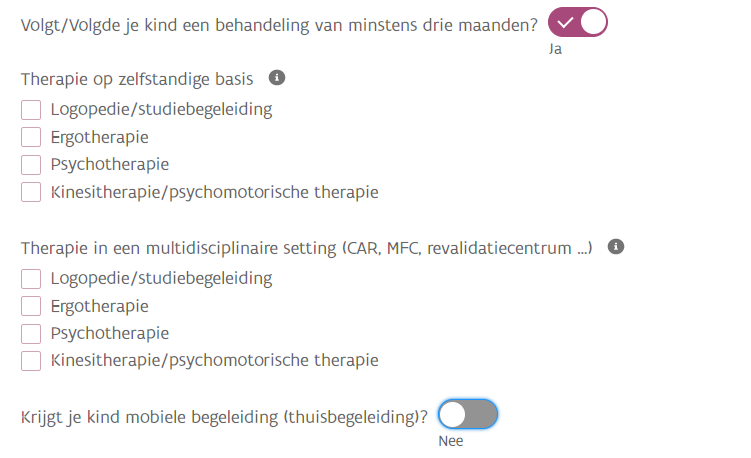 Volgt/Volgde je kind een behandeling van minstens drie maanden?
Ja
Therapie op zelfstandige basis
Logopedie/studiebegeleiding
Ergotherapie
Psychotherapie
Kinesitherapie/psychomotorische therapie
Therapie in een multidisciplinaire setting (CAR, MFC, revalidatiecentrum ...)
Logopedie/studiebegeleiding
Ergotherapie
Psychotherapie
Kinesitherapie/psychomotorische therapie
Krijgt je kind mobiele begeleiding (thuisbegeleiding)?
Nee